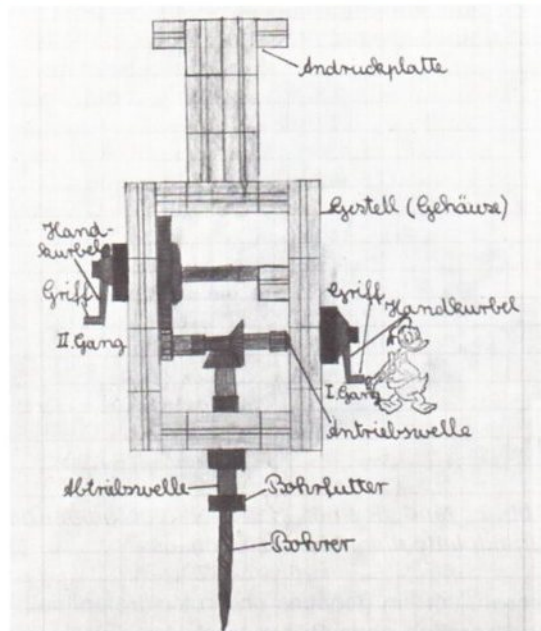 Andruckplatte
Gestell (Gehäuse)
Hand-
kurbel
Griff
II. Gang
Griff
Handkurbel
I. Gang
Antriebswelle
Abtriebswelle
Bohrfutter
Bohrer